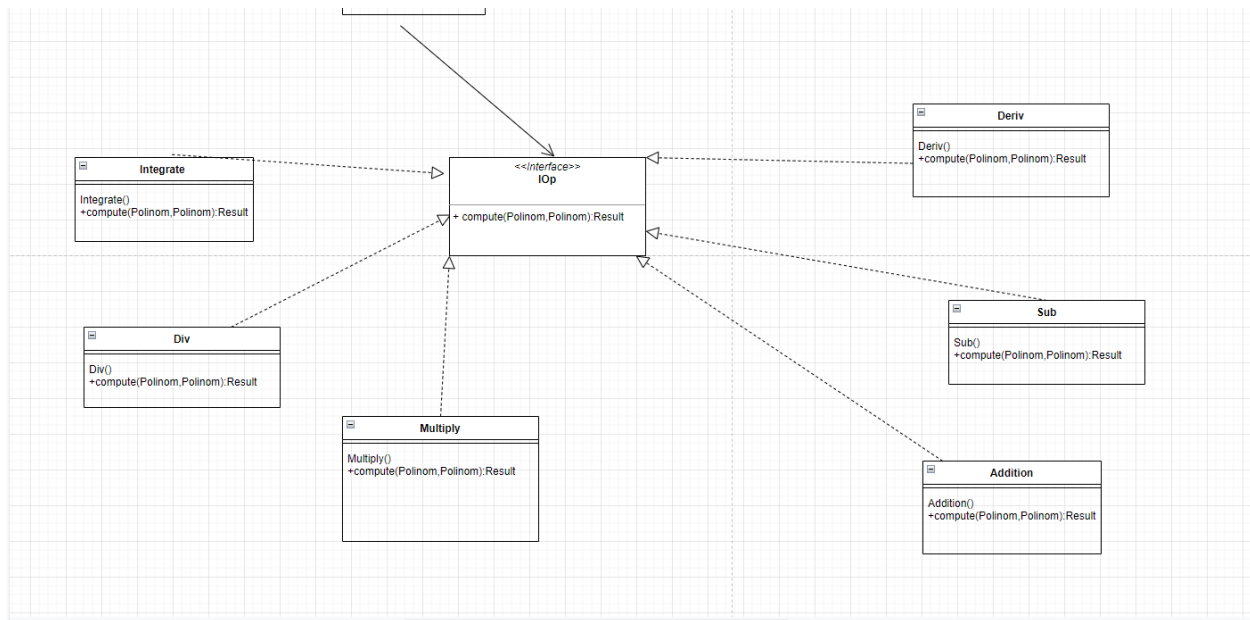 Deriv
Deriv()
+compute(Polinom,Polinom):Result
<<Interface>>
IOp
+ compute(Polinom,Polinom):Result
Integrate
Integrate()
+compute(Polinom,Polinom):Result
Div
Div()
+compute(Polinom,Polinom):Result
Sub
Sub()
+compute(Polinom,Polinom):Result
Multiply
Multiply()
+compute(Polinom,Polinom):Result
Addition
Addition()
+compute(Polinom,Polinom):Result